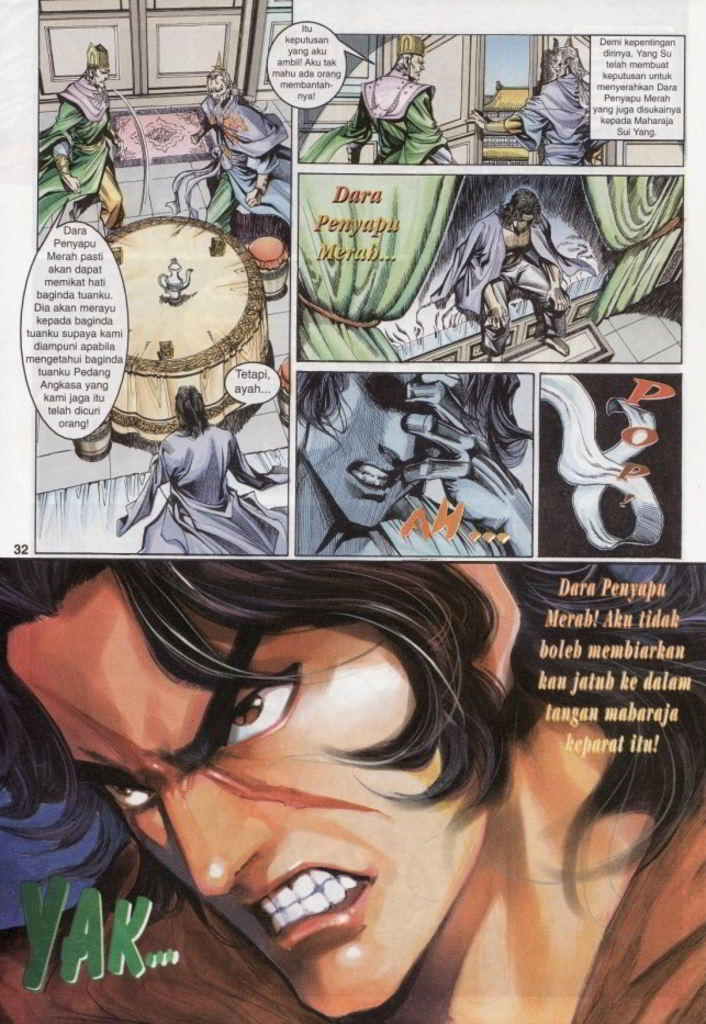 Dara
Penyapu
Merah pasti
akan dapat
memikat hati
baginda tuanku.
Dia akan merayu
kepada baginda
tuanku supaya kami
diampuni apabila
mengetahui baginda
tuanku Pedang
Angkasa yang
kami jaga itu
telah dicuri
orang!
Tetapi,
ayah...
Itu
keputusan
yang aku
ambil! Aku tak
mahu ada orang
membantah-
nya!
Demi kepentingan
dirinya, Yang Su
telah membuat
keputusan untuk
menyerahkan Dara
Penyapu Merah
yang juga disukainya
kepada Maharaja
Sui Yang.
Dara
Penyapu
Merah...
AH...
POPP
32
Dara Penyapu
Merah! Aku tidak
boleh membiarkan
kan jatuh ke dalam
tangan maharaja
keparat itu!
YAK...